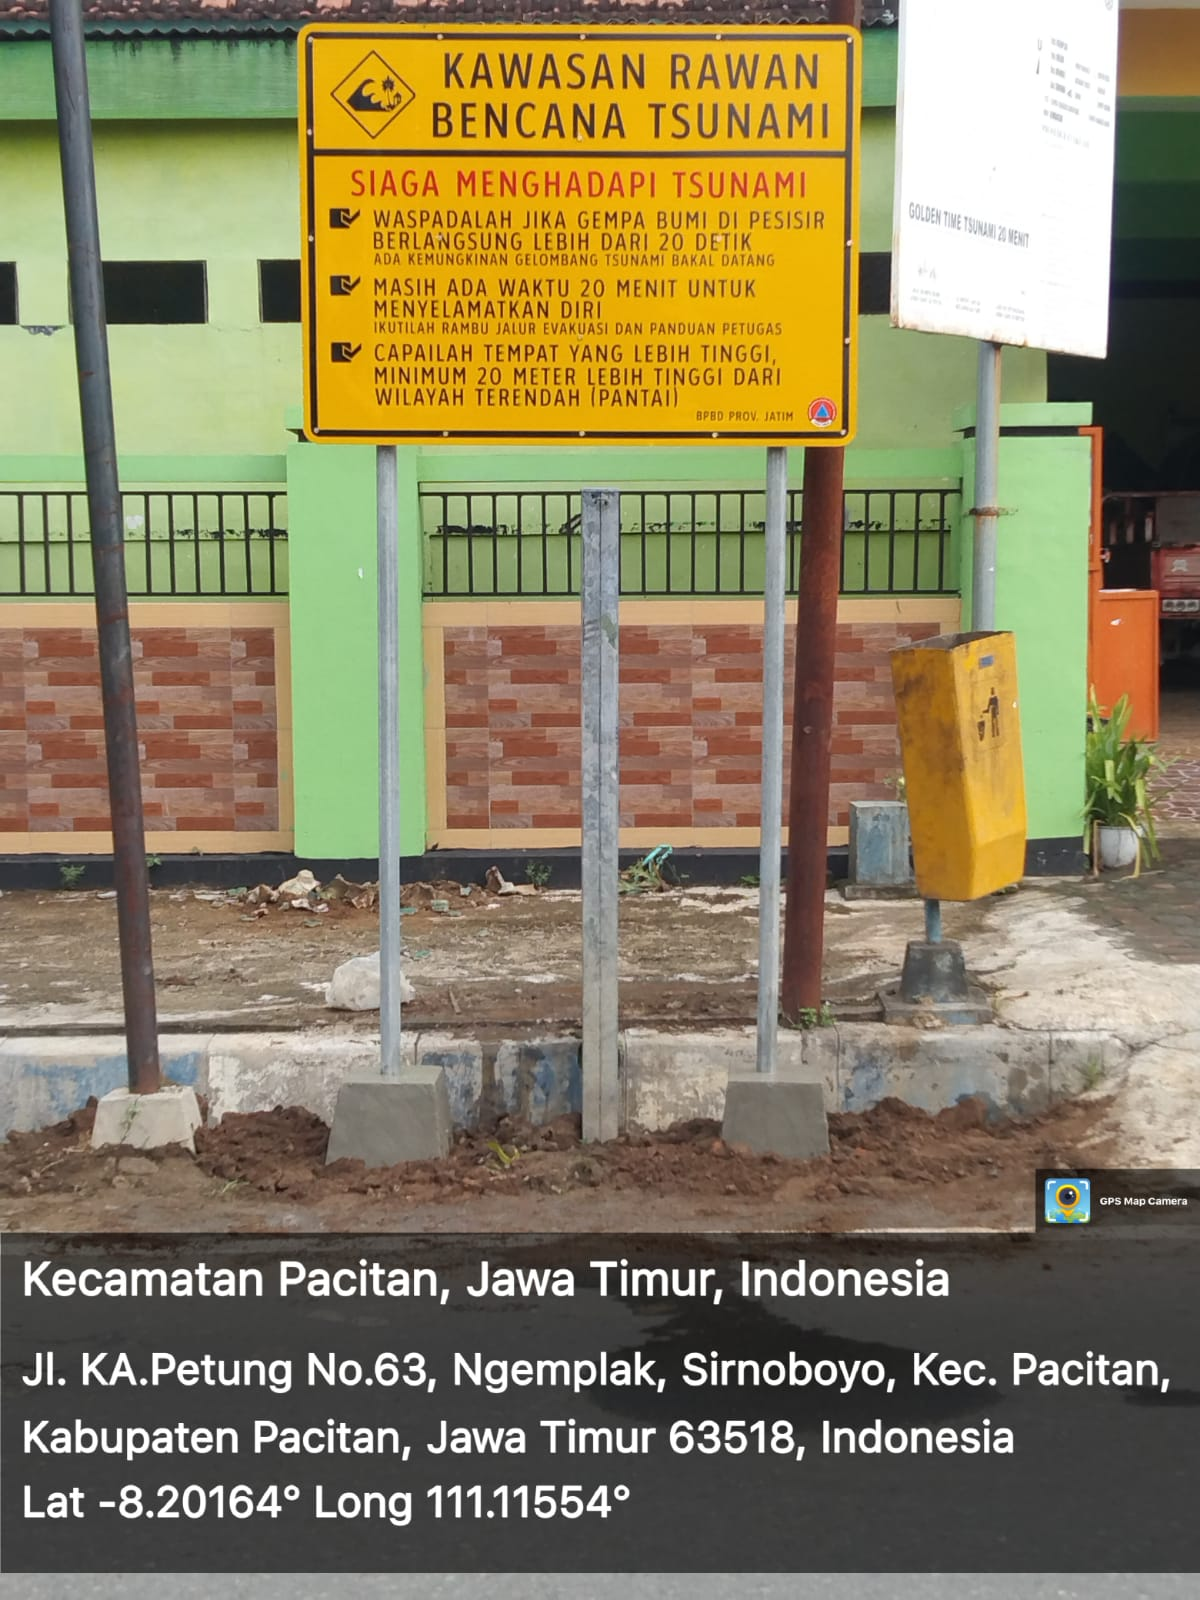 KAWASAN RAWAN
BENCANA TSUNAMI
SIAGA MENGHADAPI TSUNAMI
WASPADALAH JIKA GEMPA BUMI DI PESISIR
BERLANGSUNG LEBIH DARI 20 DETIK
ADA KEMUNGKINAN GELOMBANG TSUNAMI BAKAL DATANG
MASIH ADA WAKTU 20 MENIT UNTUK
MENYELAMATKAN DIRI
IKUTILAH RAMBU JALUR EVAKUASI DAN PANDUAN PETUGAS
CAPAILAH TEMPAT YANG LEBIH TINGGI,
MINIMUM 20 METER LEBIH TINGGI DARI
WILAYAH TERENDAH (PANTAI)
BPBD PROV. JATIM
GOLDEN TIME TSUNAMI 20 MENIT
GPS Map Camera
Kecamatan Pacitan, Jawa Timur, Indonesia
Jl. KA.Petung No.63, Ngemplak, Sirnoboyo, Kec. Pacitan,
Kabupaten Pacitan, Jawa Timur 63518, Indonesia
Lat -8.20164° Long 111.11554°